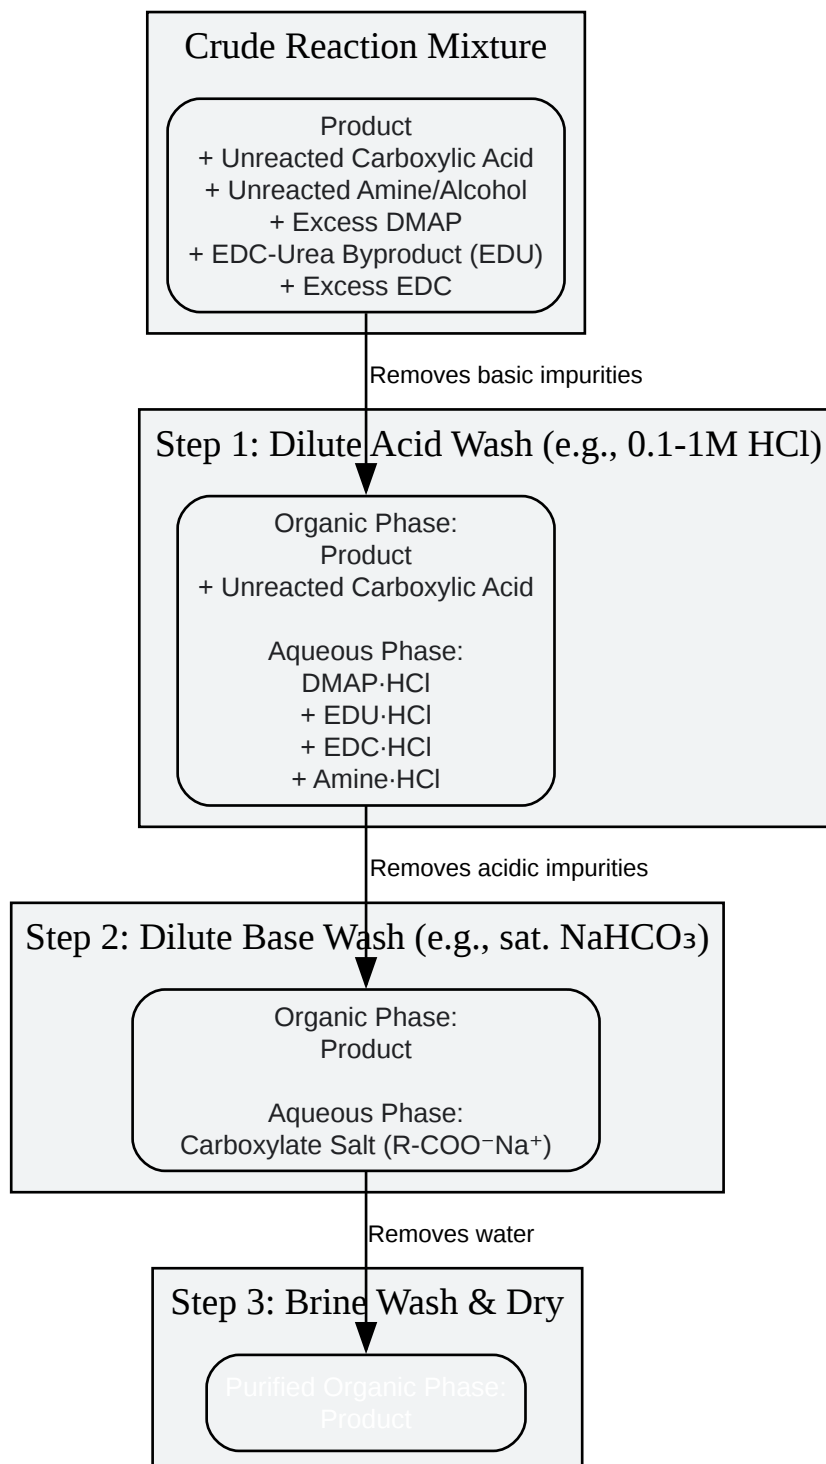 Crude Reaction Mixture
Product
+ Unreacted Carboxylic Acid
+ Unreacted Amine/Alcohol
+ Excess DMAP
+ EDC-Urea Byproduct (EDU)
+ Excess EDC
Removes basic impurities
Step 1: Dilute Acid Wash (e.g., 0.1-1M HCl)
Organic Phase:
Product
+ Unreacted Carboxylic Acid
Aqueous Phase:
DMAP·HCl
+ EDU·HCl
+ EDC·HCl
+ Amine·HCl
Removes acidic impurities
Step 2: Dilute Base Wash (e.g., sat. NaHCO₃)
Organic Phase:
Product
Aqueous Phase:
Carboxylate Salt (R-COO⁻Na⁺)
Removes water
Step 3: Brine Wash & Dry
Purified Organic Phase:
Product